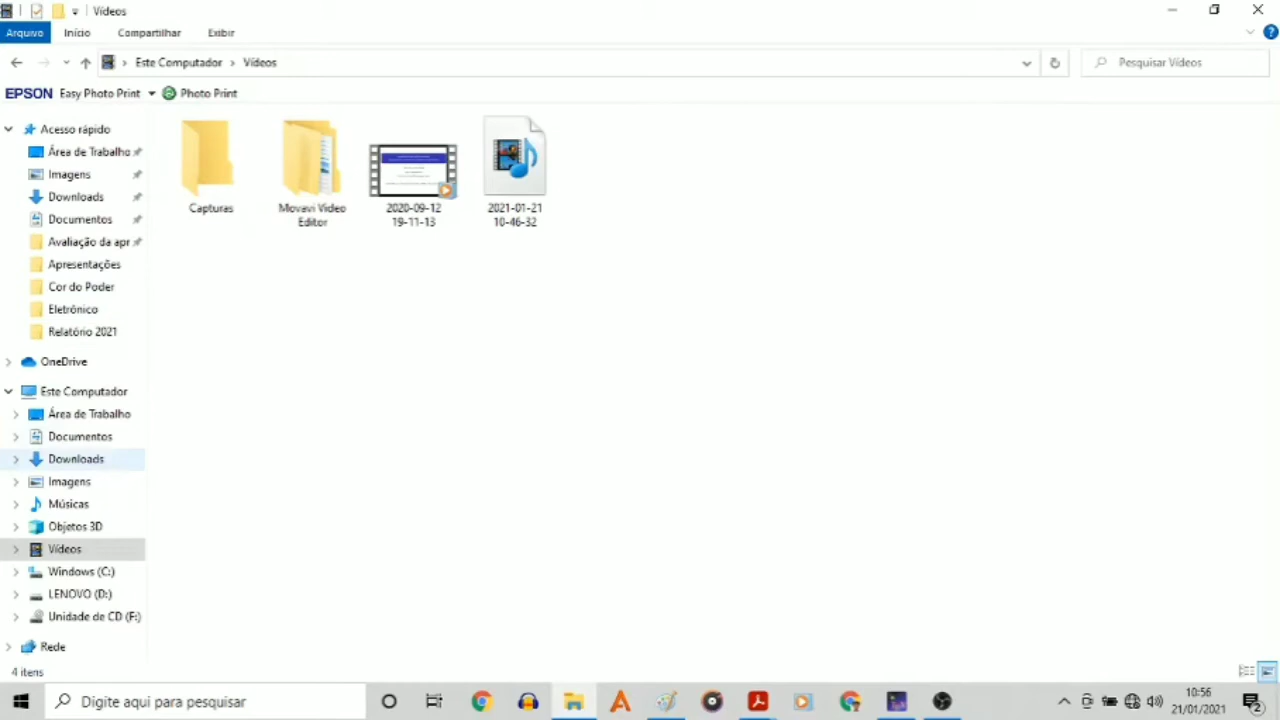 Vídeos
Arquivo Início Compartilhar Exibir
Este Computador › Vídeos
Pesquisar Vídeos
EPSON Easy Photo Print Photo Print
Acesso rápido
Área de Trabalho
Imagens
Downloads
Documentos
Avaliação da apr
Apresentações
Cor do Poder
Eletrônico
Relatório 2021
OneDrive
Este Computador
Área de Trabalho
Documentos
Downloads
Imagens
Músicas
Objetos 3D
Vídeos
Windows (C:)
LENOVO (D:)
Unidade de CD (F:)
Rede
Capturas
Movavi Video
Editor
2020-09-12
19-11-13
2021-01-21
10-46-32
4 itens
Digite aqui para pesquisar
10:56
21/01/2021
2